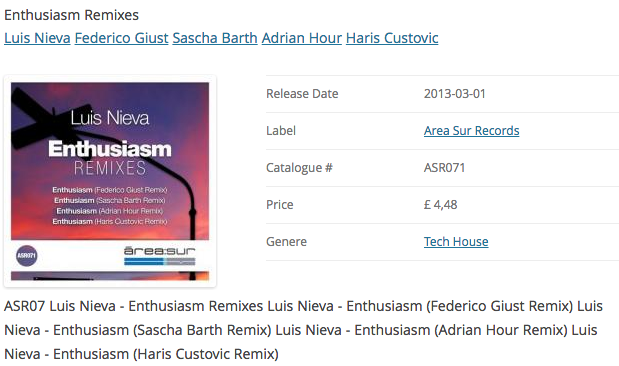 Enthusiasm Remixes
Luis Nieva Federico Giust Sascha Barth Adrian Hour Haris Custovic
Luis Nieva
Enthusiasm
REMIXES
Enthusiasm (Federico Giust Remix)
Enthusiasm (Sascha Barth Remix)
Enthusiasm (Adrian Hour Remix)
Enthusiasm (Haris Custovic Remix)
ASR071
área:sur
Release Date 2013-03-01
Label Area Sur Records
Catalogue # ASR071
Price £ 4,48
Genere Tech House
ASR07 Luis Nieva - Enthusiasm Remixes Luis Nieva - Enthusiasm (Federico Giust Remix) Luis
Nieva - Enthusiasm (Sascha Barth Remix) Luis Nieva - Enthusiasm (Adrian Hour Remix) Luis
Nieva - Enthusiasm (Haris Custovic Remix)